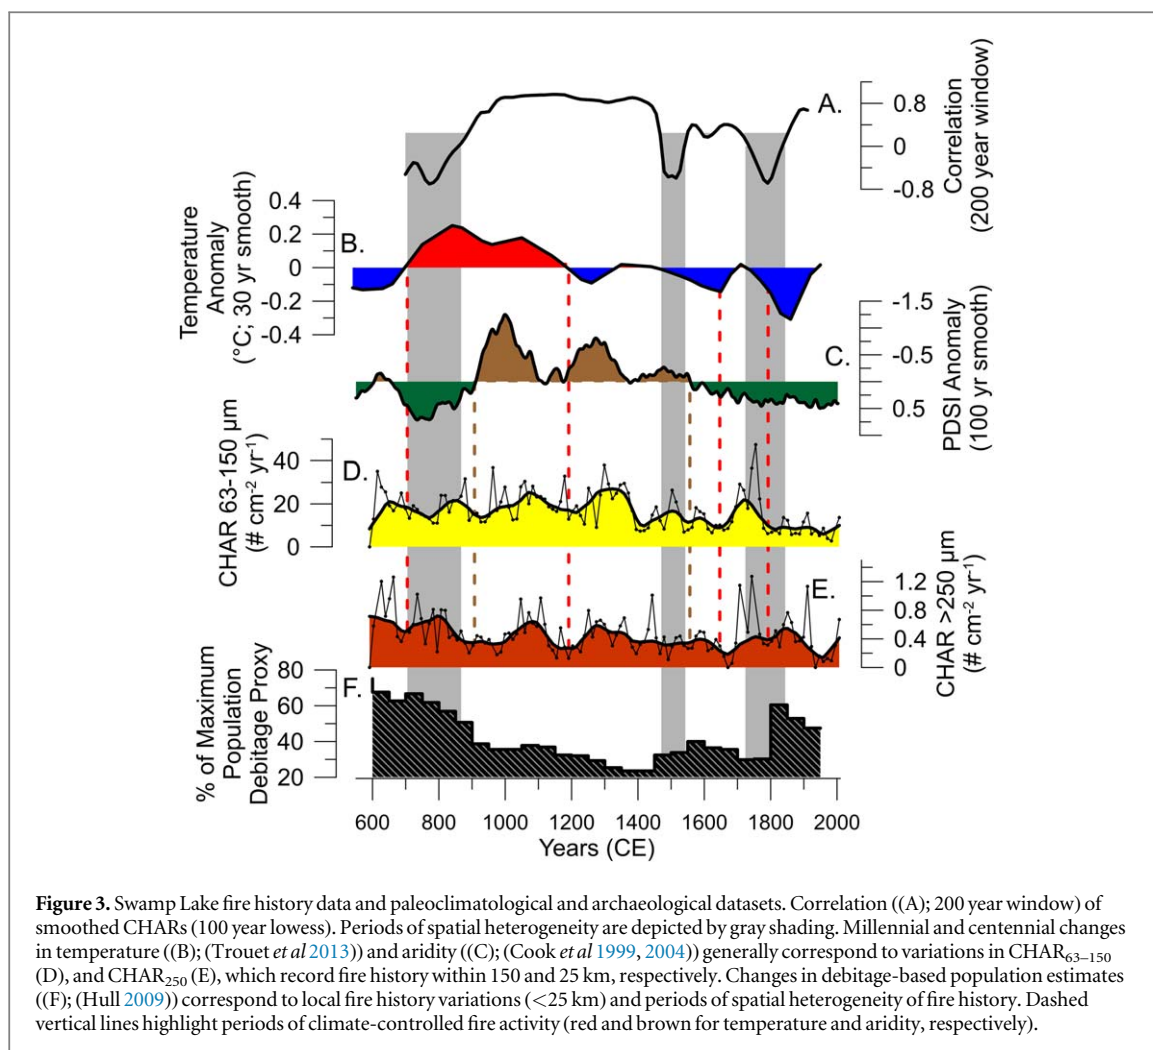 A.
0.8
0
-0.8
Correlation
(200 year window)
0.4
0.2
0
-0.2
-0.4
Temperature
Anomaly
(°C; 30 yr smooth)
B.
-1.5
-0.5
0.5
C.
PDSI Anomaly
(100 yr smooth)
40
20
0
CHAR 63-150 µm
(# cm⁻² yr⁻¹)
D.
E.
1.2
0.8
0.4
0
CHAR >250 µm
(# cm⁻² yr⁻¹)
80
60
40
20
% of Maximum
Population
Debitage Proxy
F.
600 800 1000 1200 1400 1600 1800 2000
Years (CE)
Figure 3. Swamp Lake fire history data and paleoclimatological and archaeological datasets. Correlation ((A); 200 year window) of
smoothed CHARs (100 year lowess). Periods of spatial heterogeneity are depicted by gray shading. Millennial and centennial changes
in temperature ((B); (Trouet et al 2013)) and aridity ((C); (Cook et al 1999, 2004)) generally correspond to variations in CHAR₆₃₋₁₅₀
(D), and CHAR₂₅₀ (E), which record fire history within 150 and 25 km, respectively. Changes in debitage-based population estimates
((F); (Hull 2009)) correspond to local fire history variations (<25 km) and periods of spatial heterogeneity of fire history. Dashed
vertical lines highlight periods of climate-controlled fire activity (red and brown for temperature and aridity, respectively).